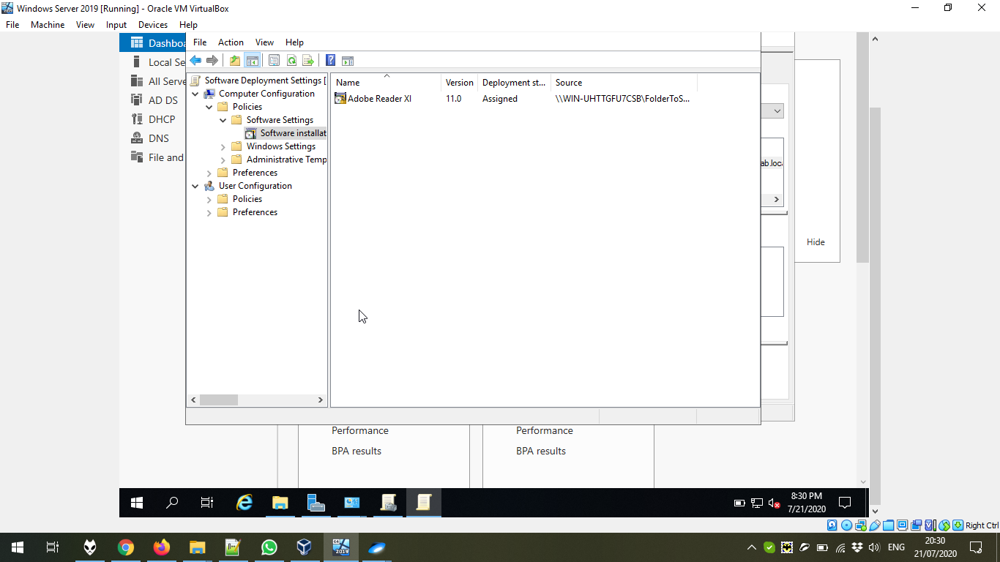 Windows Server 2019 [Running] - Oracle VM VirtualBox
File Machine View Input Devices Help
Dashboa
Local Se
All Serve
AD DS
DHCP
DNS
File and
File Action View Help
Software Deployment Settings [
Computer Configuration
Policies
Software Settings
Software installat
Windows Settings
Administrative Temp
Preferences
User Configuration
Policies
Preferences
Name Version Deployment st... Source
Adobe Reader XI 11.0 Assigned \\WIN-UHTTGFU7CSB\FolderToS...
ab.loca
Hide
Performance
BPA results
Performance
BPA results
8:30 PM
7/21/2020
Right Ctrl
2019
ENG
20:30
21/07/2020